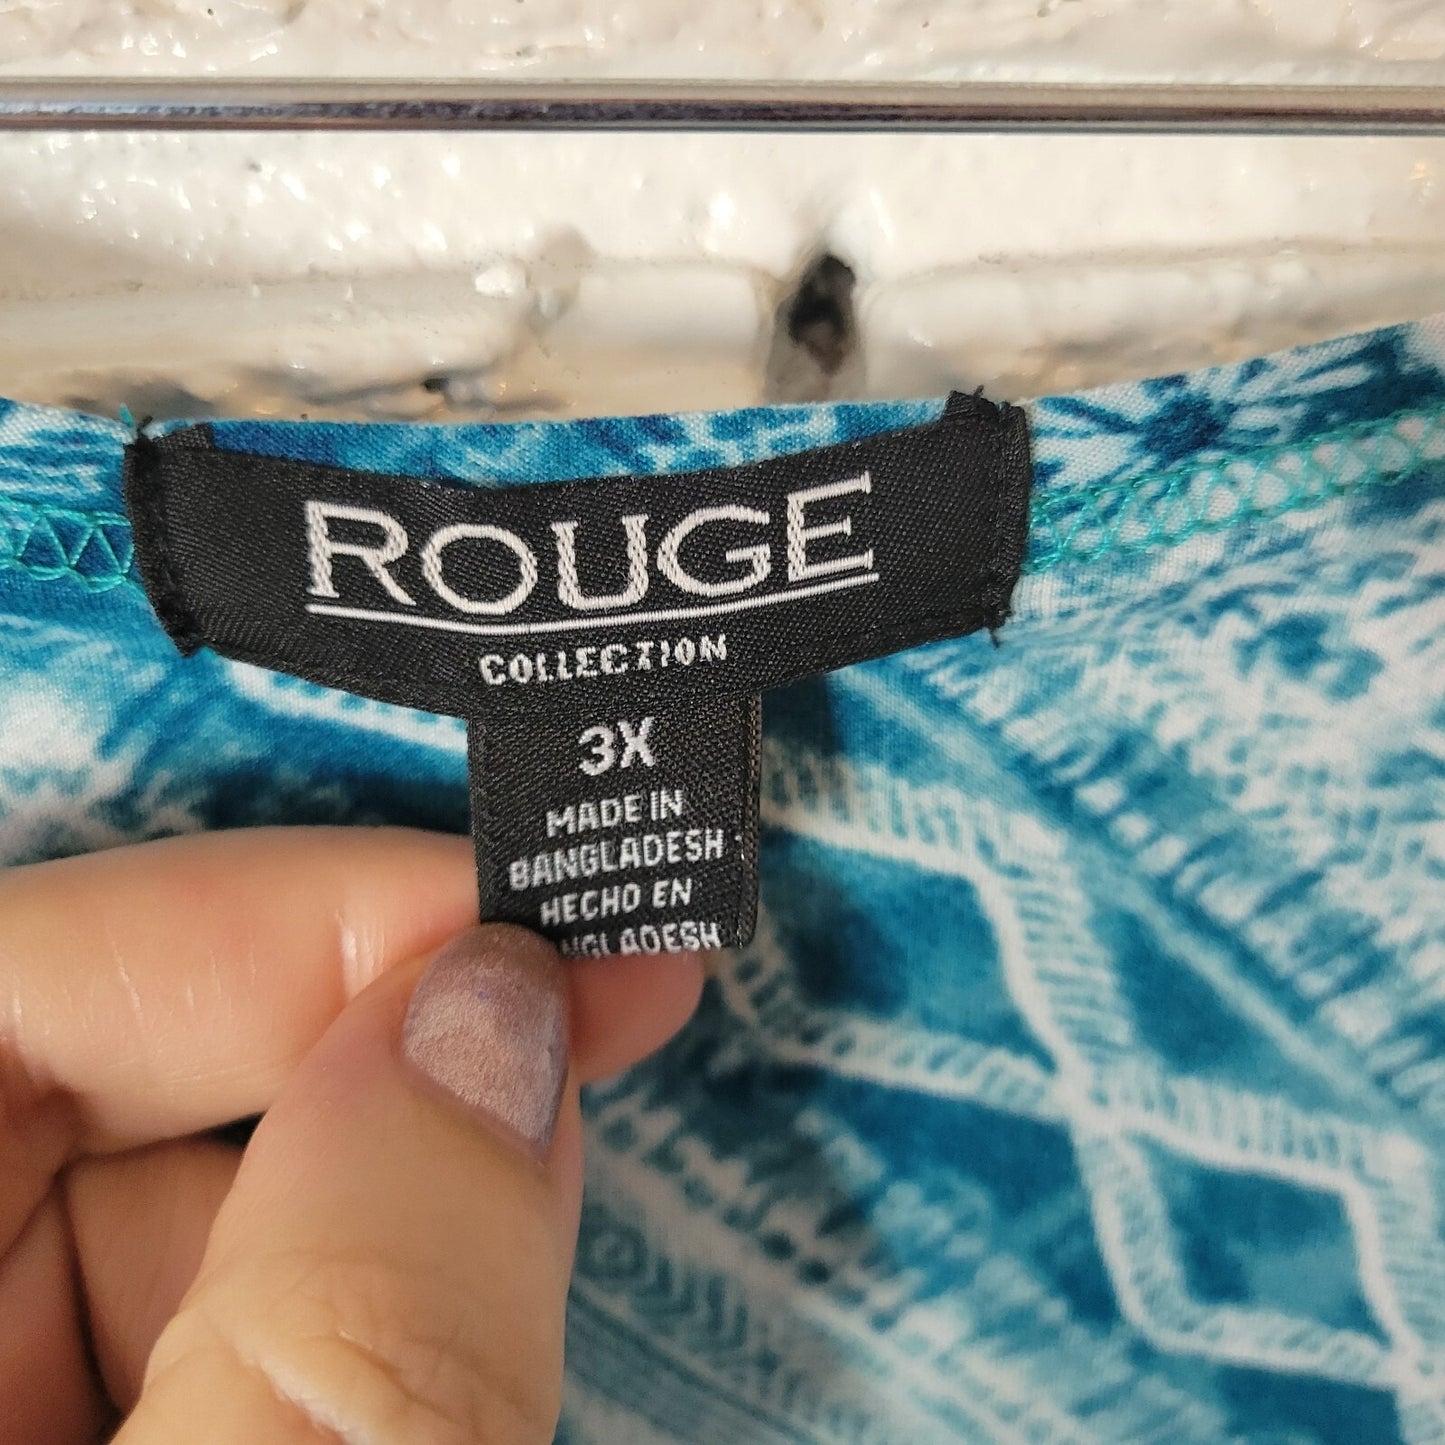 ROUGE
COLLECTION
3X
MADE IN
BANGLADESH
HECHO EN